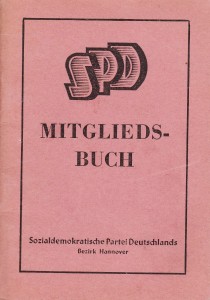 SPD
MITGLIEDS-
BUCH
Sozialdemokratische Partei Deutschlands
Bezirk Hannover